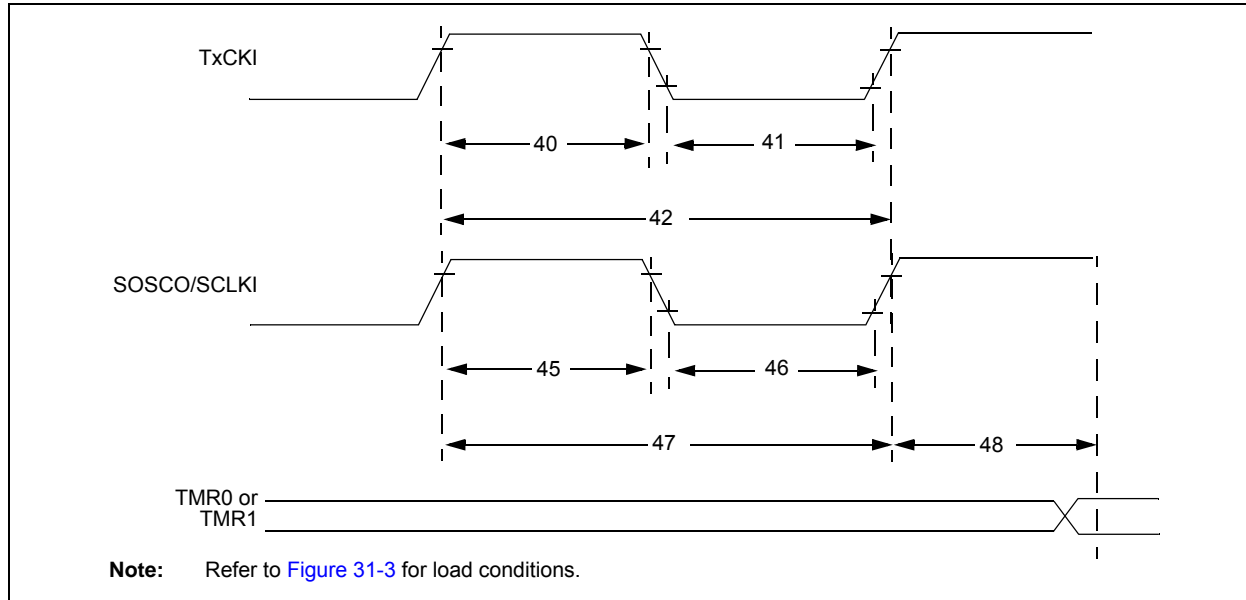 TxCKI
40
41
42
SOSCO/SCLKI
45
46
47
48
TMR0 or
TMR1
Note: Refer to Figure 31-3 for load conditions.